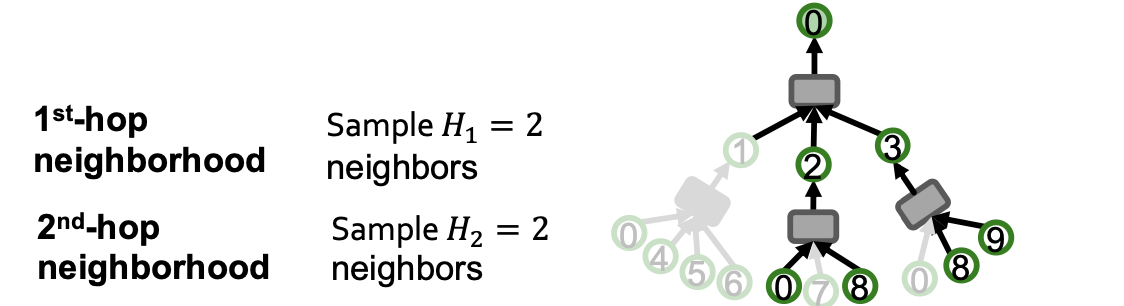 0
1st-hop
neighborhood
Sample H₁ = 2
neighbors
1 2 3
2nd-hop
neighborhood
Sample H₂ = 2
neighbors
0 4 5 6 0 7 8 0 8 9